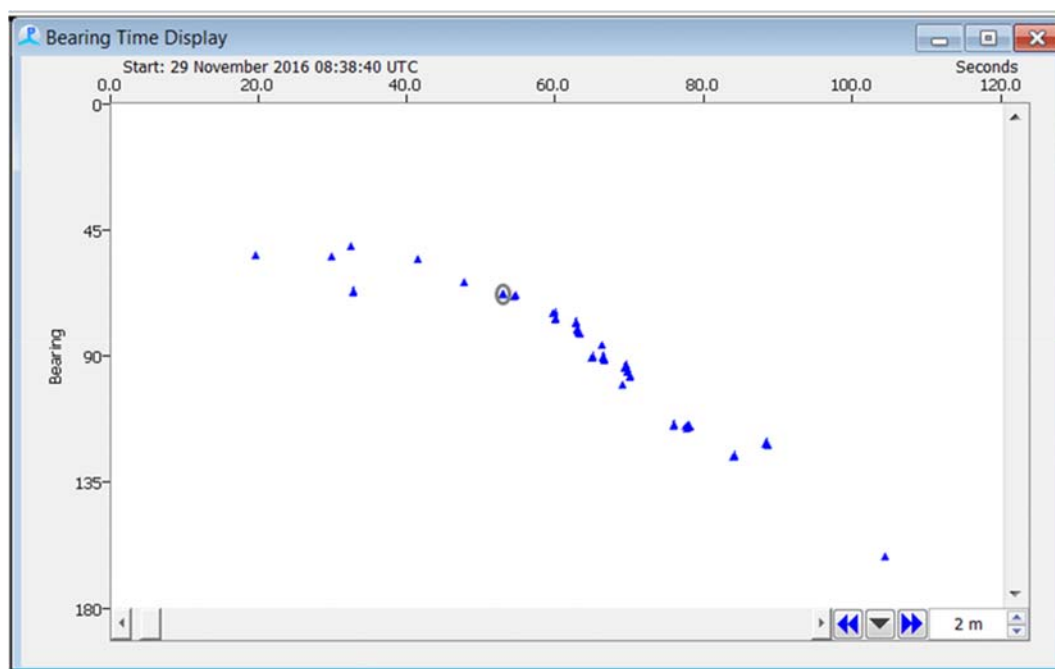 Bearing Time Display
Start: 29 November 2016 08:38:40 UTC
Seconds
0.0 20.0 40.0 60.0 80.0 100.0 120.0
0
45
90
135
180
Bearing
2 m